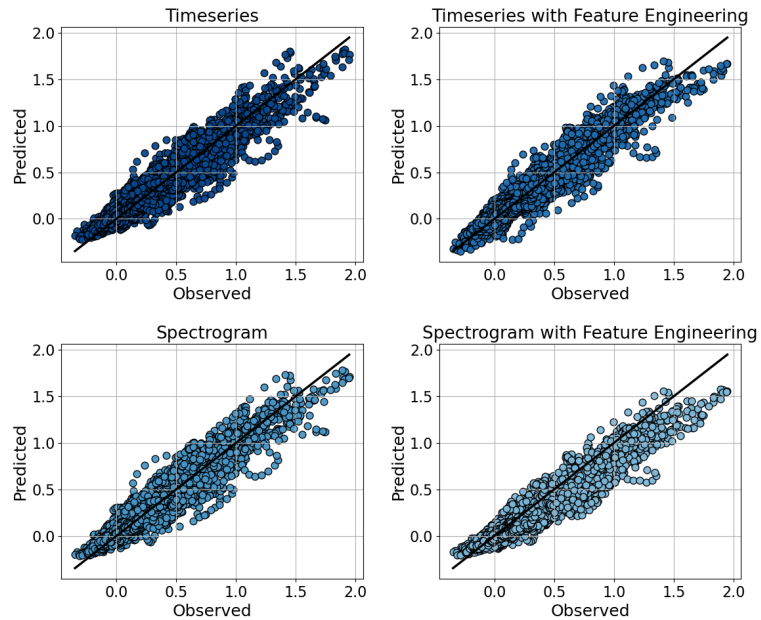 Timeseries
Timeseries with Feature Engineering
2.0
1.5
1.0
0.5
0.0
Predicted
0.0 0.5 1.0 1.5 2.0
Observed
2.0
1.5
1.0
0.5
0.0
Predicted
0.0 0.5 1.0 1.5 2.0
Observed
Spectrogram
Spectrogram with Feature Engineering
2.0
1.5
1.0
0.5
0.0
Predicted
0.0 0.5 1.0 1.5 2.0
Observed
2.0
1.5
1.0
0.5
0.0
Predicted
0.0 0.5 1.0 1.5 2.0
Observed